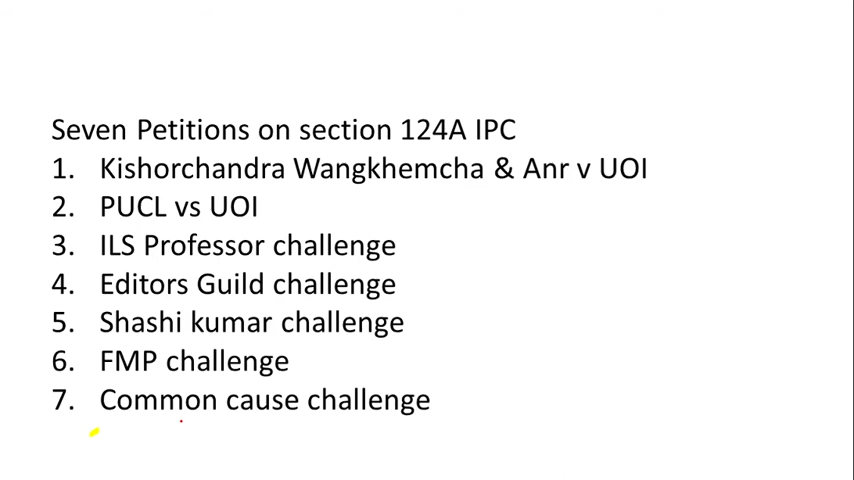 Seven Petitions on section 124A IPC
1. Kishorchandra Wangkhemcha & Anr v UOI
2. PUCL vs UOI
3. ILS Professor challenge
4. Editors Guild challenge
5. Shashi kumar challenge
6. FMP challenge
7. Common cause challenge